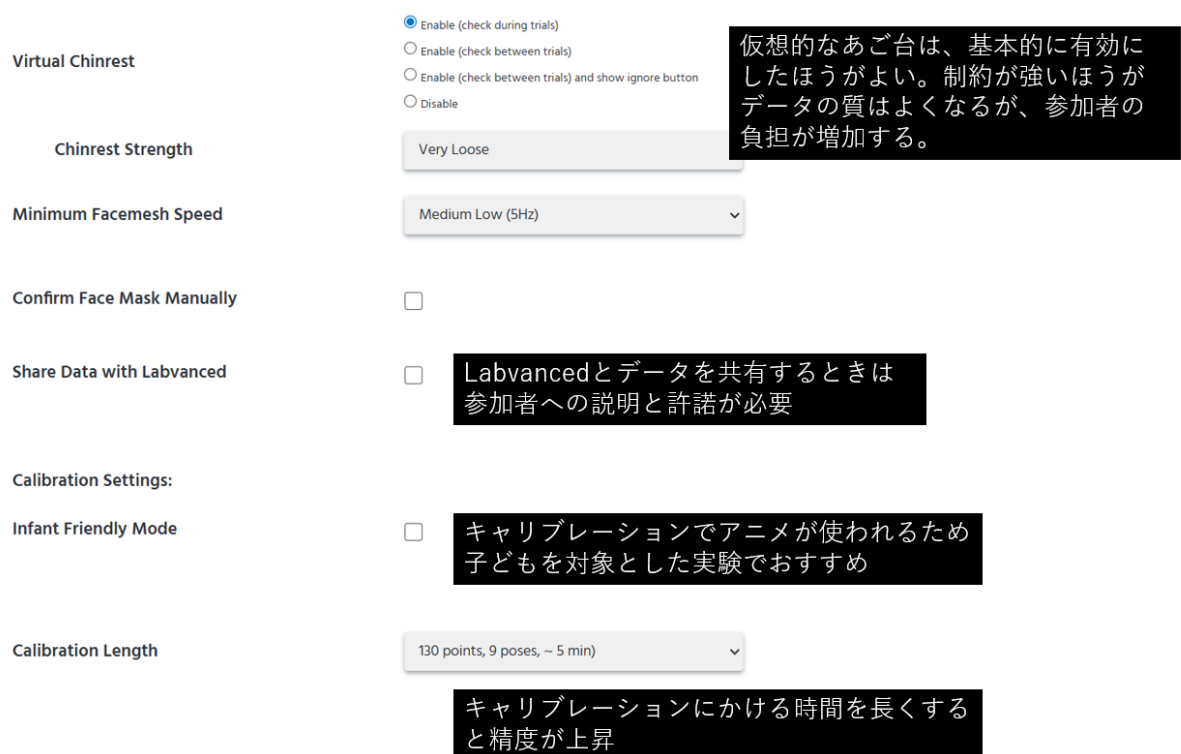 Enable (check during trials)
Virtual Chinrest
Enable (check between trials)
Enable (check between trials) and show ignore button
Disable
仮想的なあご台は、基本的に有効に
したほうがよい。制約が強いほうが
データの質はよくなるが、参加者の
負担が増加する。
Chinrest Strength
Very Loose
Minimum Facemesh Speed
Medium Low (5Hz)
Confirm Face Mask Manually
Share Data with Labvanced
Labvancedとデータを共有するときは
参加者への説明と許諾が必要
Calibration Settings:
Infant Friendly Mode
キャリブレーションでアニメが使われるため
子どもを対象とした実験でおすすめ
Calibration Length
130 points, 9 poses, ~ 5 min)
キャリブレーションにかける時間を長くする
と精度が上昇